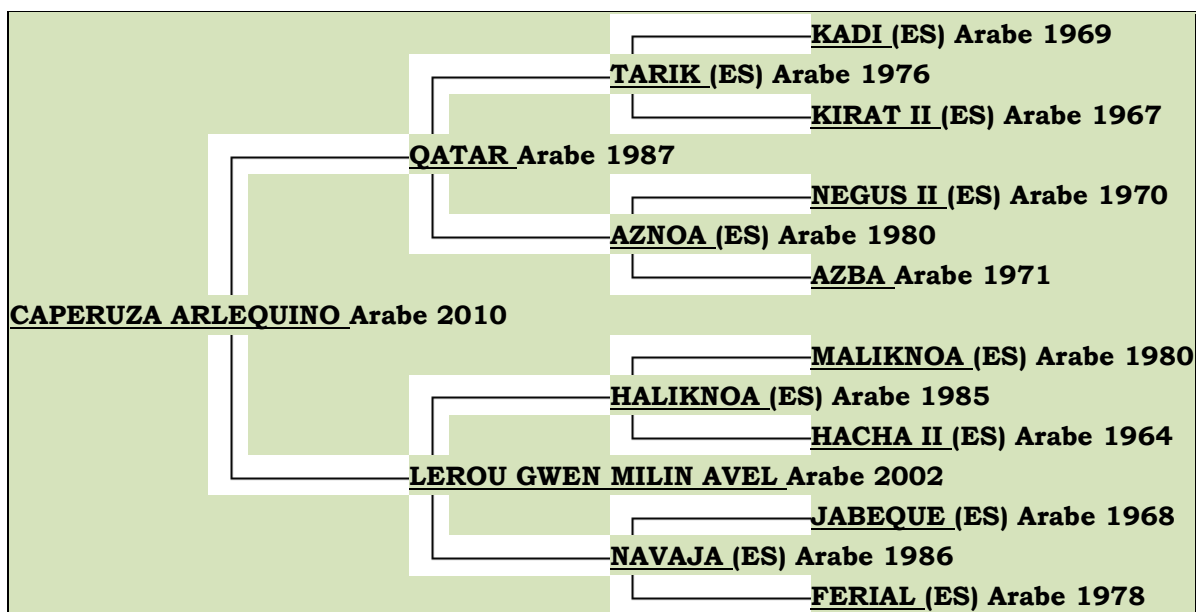 KADI (ES) Arabe 1969
TARIK (ES) Arabe 1976
KIRAT II (ES) Arabe 1967
QATAR Arabe 1987
NEGUS II (ES) Arabe 1970
AZNOA (ES) Arabe 1980
AZBA Arabe 1971
CAPERUZA ARLEQUINO Arabe 2010
MALIKNOA (ES) Arabe 1980
HALIKNOA (ES) Arabe 1985
HACHA II (ES) Arabe 1964
LEROU GWEN MILIN AVEL Arabe 2002
JABEQUE (ES) Arabe 1968
NAVAJA (ES) Arabe 1986
FERIAL (ES) Arabe 1978